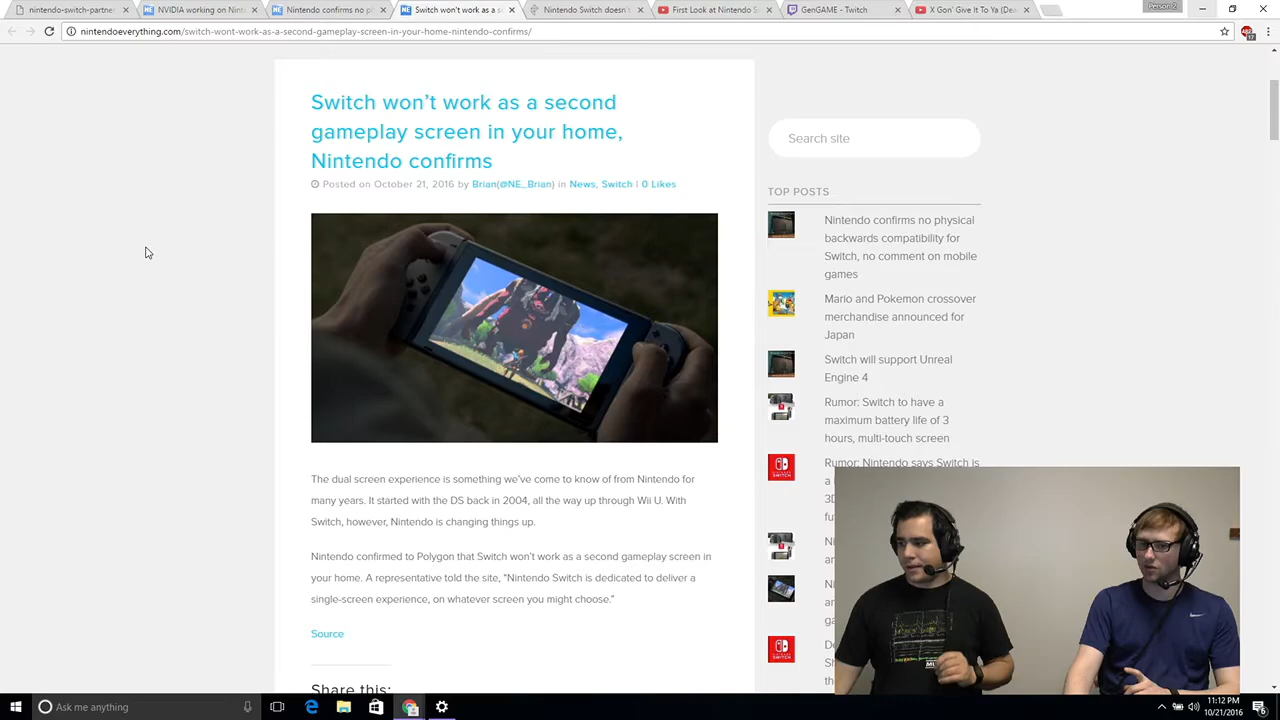 nintendo-switch-partner
NVIDIA working on Ninte
Nintendo confirms no ph
Switch won't work as a s
Nintendo Switch doesn't
First Look at Nintendo Sw
GenGAME - Twitch
X Gon' Give It To Ya (Dea
Person 2
nintendoeverything.com/switch-wont-work-as-a-second-gameplay-screen-in-your-home-nintendo-confirms/
Switch won't work as a second
gameplay screen in your home,
Nintendo confirms
Posted on October 21, 2016 by Brian(@NE_Brian) in News, Switch | 0 Likes
The dual screen experience is something we've come to know of from Nintendo for
many years. It started with the DS back in 2004, all the way up through Wii U. With
Switch, however, Nintendo is changing things up.
Nintendo confirmed to Polygon that Switch won't work as a second gameplay screen in
your home. A representative told the site, "Nintendo Switch is dedicated to deliver a
single-screen experience, on whatever screen you might choose."
Source
Share this:
Search site
TOP POSTS
Nintendo confirms no physical
backwards compatibility for
Switch, no comment on mobile
games
Mario and Pokemon crossover
merchandise announced for
Japan
Switch will support Unreal
Engine 4
Rumor: Switch to have a
maximum battery life of 3
hours, multi-touch screen
Rumor: Nintendo says Switch is
Ask me anything
11:12 PM
10/21/2016